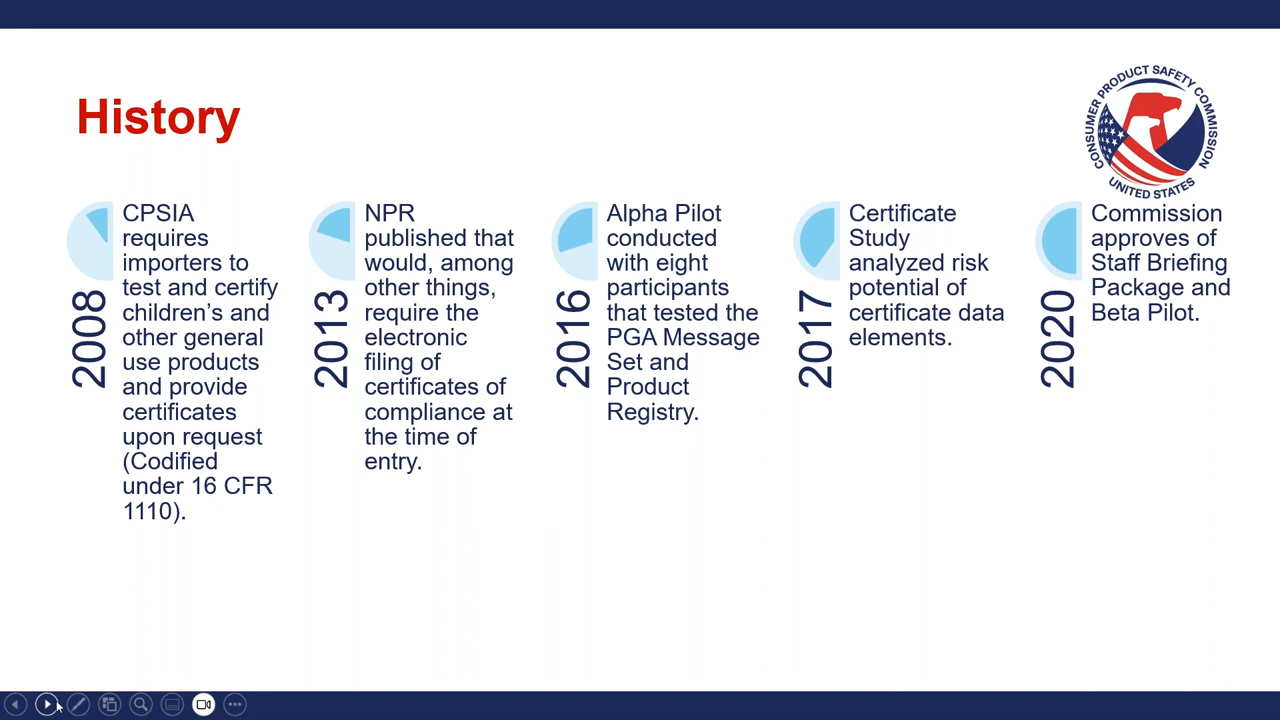 History
CONSUMER PRODUCT SAFETY COMMISSION
UNITED STATES
2008
CPSIA
requires
importers to
test and certify
children’s and
other general
use products
and provide
certificates
upon request
(Codified
under 16 CFR
1110).
2013
NPR
published that
would, among
other things,
require the
electronic
filing of
certificates of
compliance at
the time of
entry.
2016
Alpha Pilot
conducted
with eight
participants
that tested the
PGA Message
Set and
Product
Registry.
2017
Certificate
Study
analyzed risk
potential of
certificate data
elements.
2020
Commission
approves of
Staff Briefing
Package and
Beta Pilot.